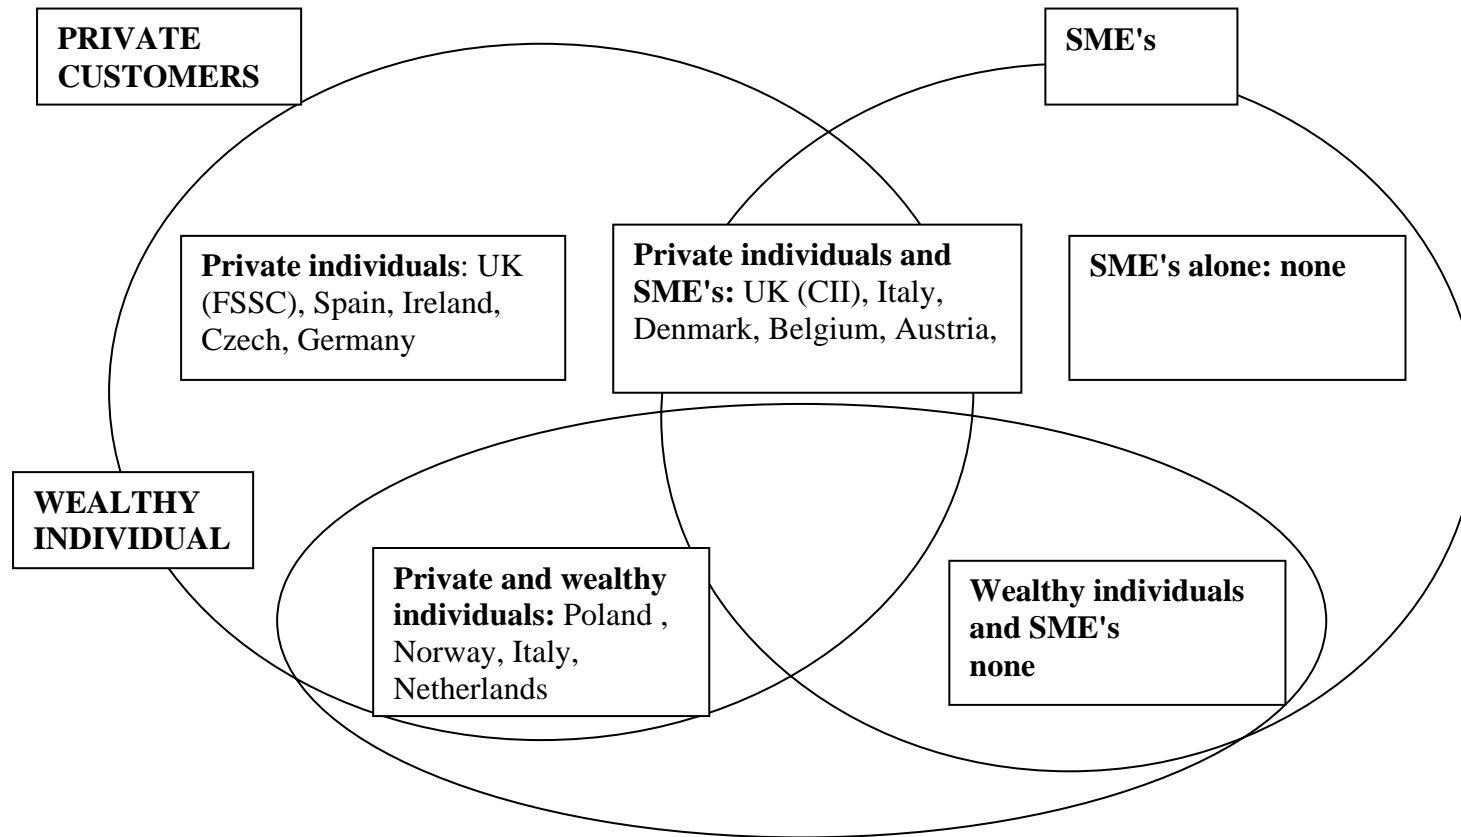 PRIVATE
CUSTOMERS
SME's
Private individuals: UK
(FSSC), Spain, Ireland,
Czech, Germany
Private individuals and
SME's: UK (CII), Italy,
Denmark, Belgium, Austria,
SME's alone: none
WEALTHY
INDIVIDUAL
Private and wealthy
individuals: Poland ,
Norway, Italy,
Netherlands
Wealthy individuals
and SME's
none